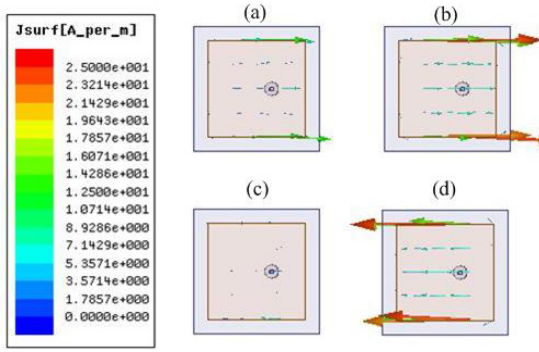 Jsurf[A_per_m]
2.5000e+001
2.3214e+001
2.1429e+001
1.9643e+001
1.7857e+001
1.6071e+001
1.4286e+001
1.2500e+001
1.0714e+001
8.9286e+000
7.1429e+000
5.3571e+000
3.5714e+000
1.7857e+000
0.0000e+000
(a)
(b)
(c)
(d)